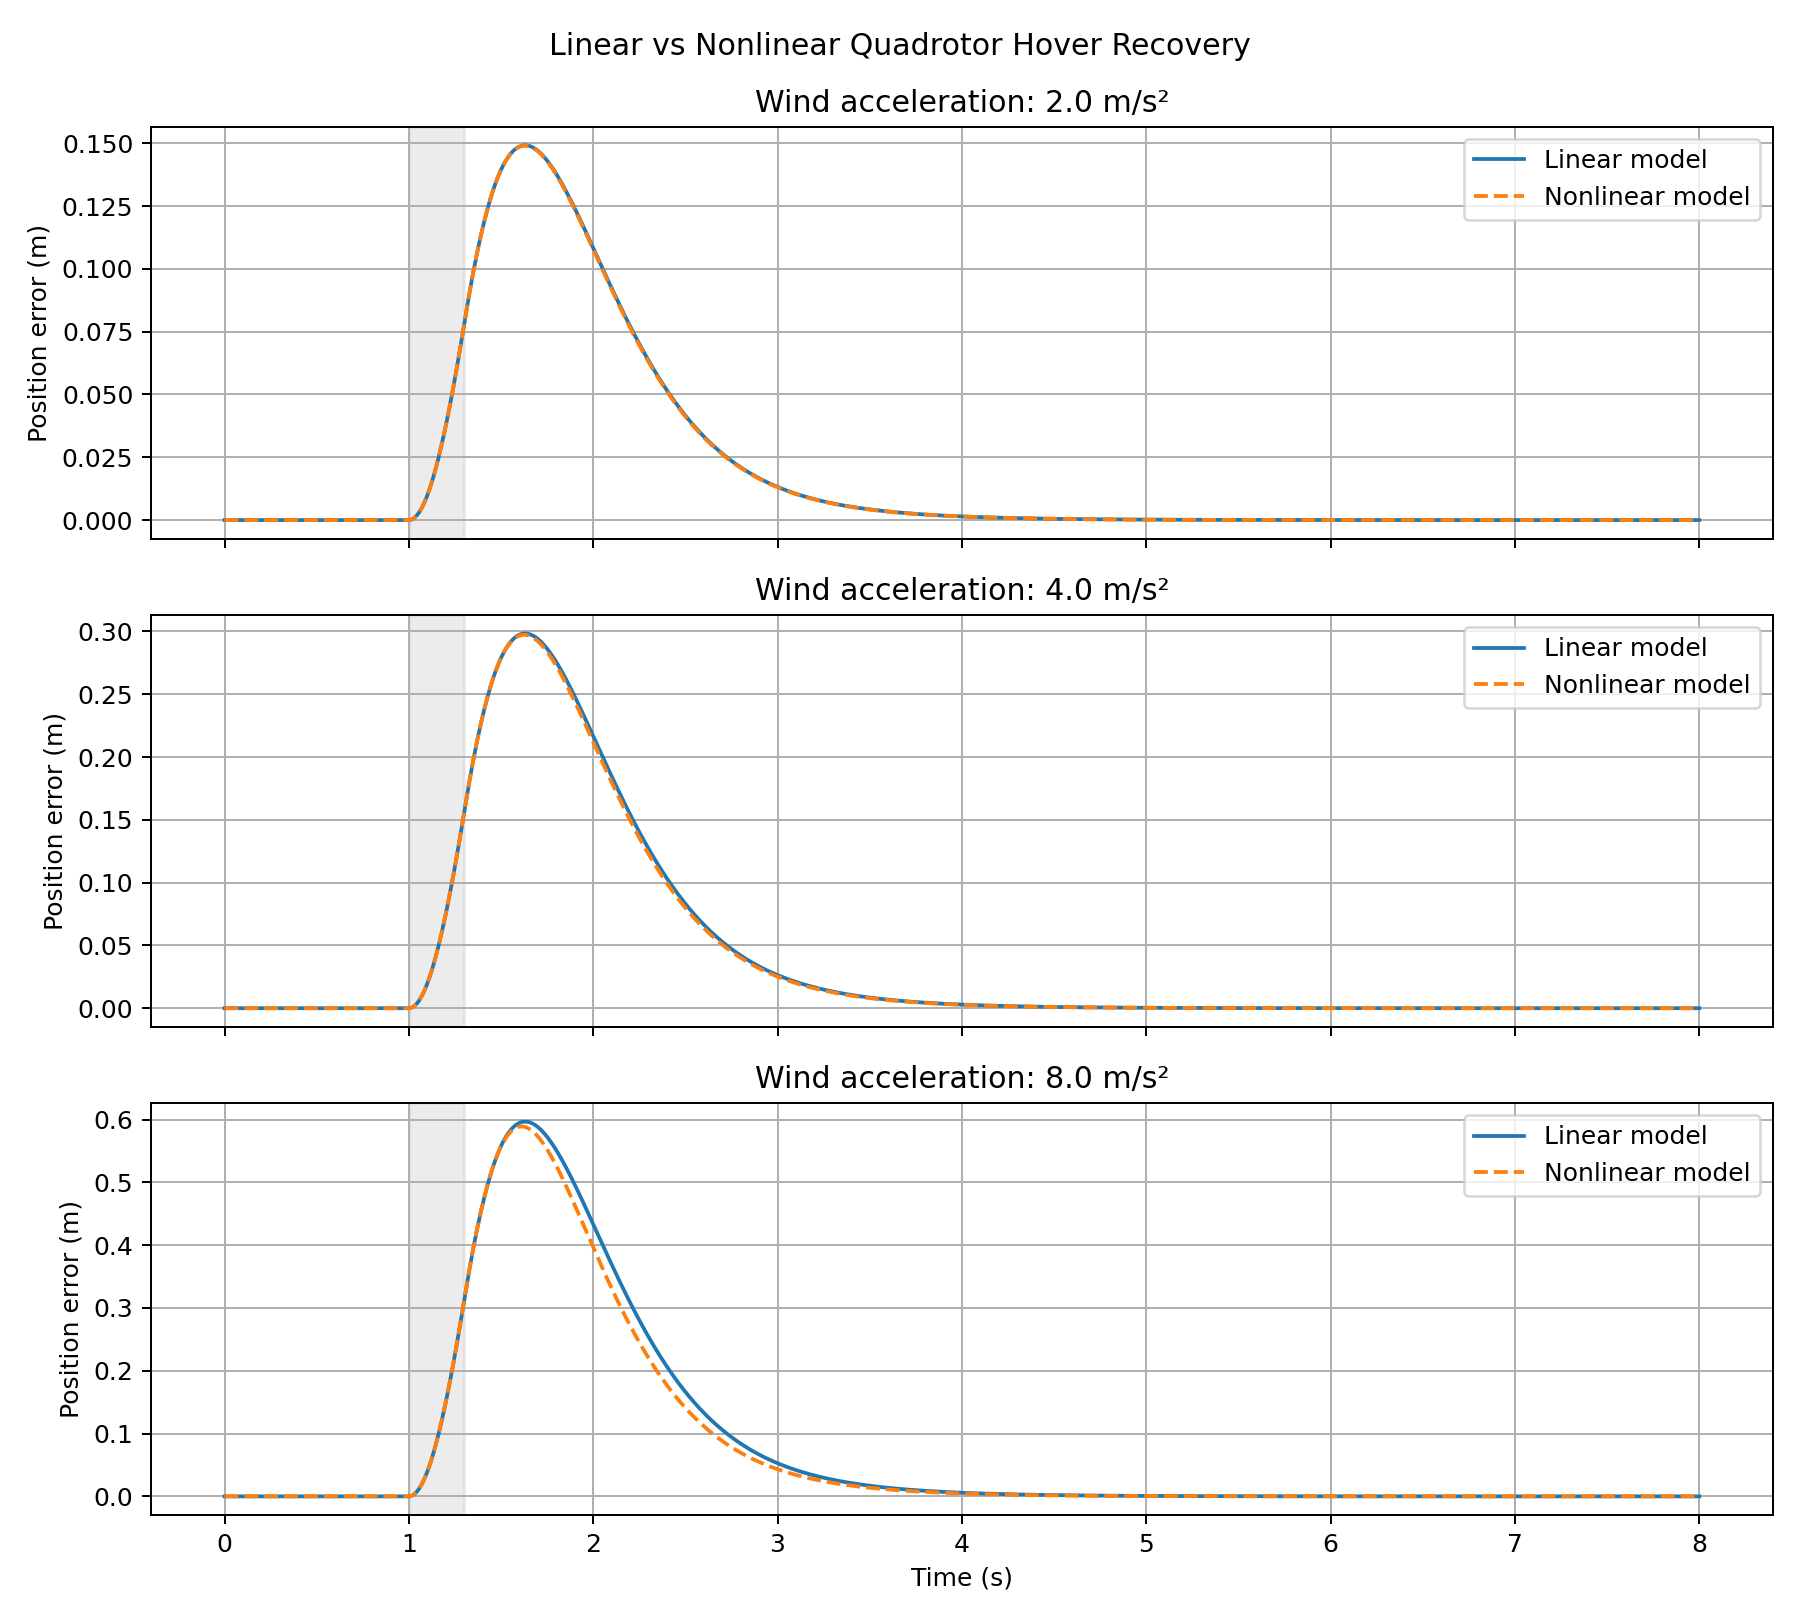 Linear vs Nonlinear Quadrotor Hover Recovery
Wind acceleration: 2.0 m/s²
0.150
0.125
0.100
0.075
0.050
0.025
0.000
Position error (m)
Linear model
Nonlinear model
Wind acceleration: 4.0 m/s²
0.30
0.25
0.20
0.15
0.10
0.05
0.00
Position error (m)
Linear model
Nonlinear model
Wind acceleration: 8.0 m/s²
0.6
0.5
0.4
0.3
0.2
0.1
0.0
Position error (m)
Linear model
Nonlinear model
0 1 2 3 4 5 6 7 8
Time (s)